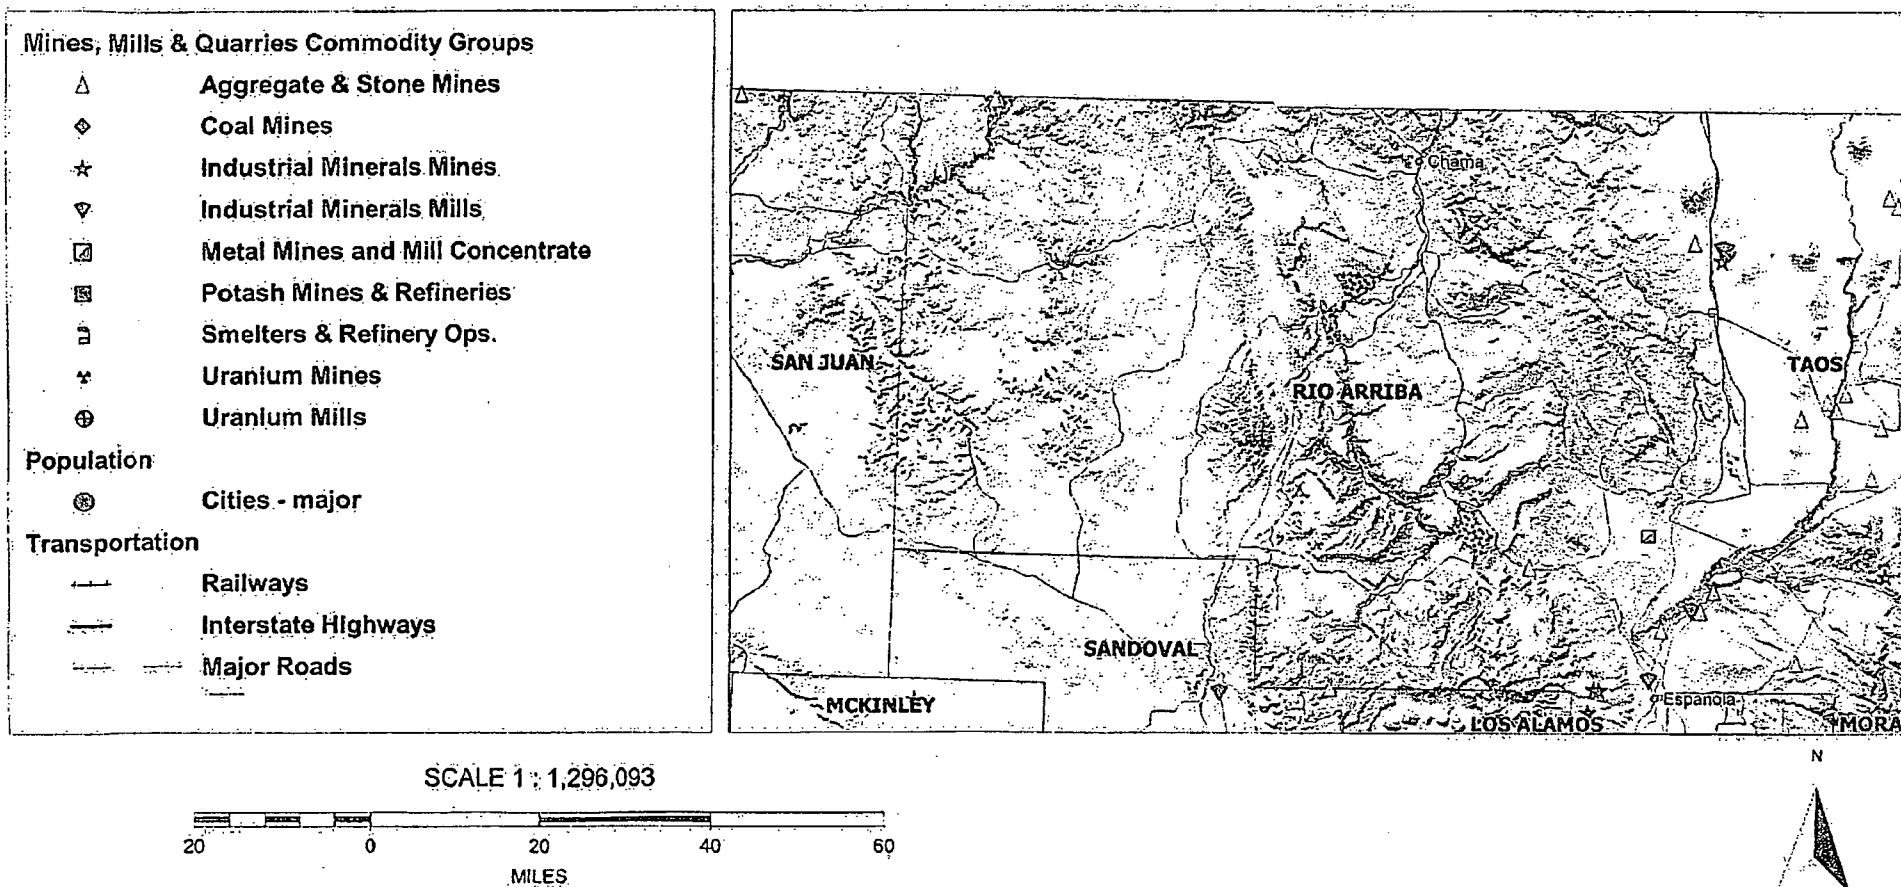 Mines, Mills & Quarries Commodity Groups
Aggregate & Stone Mines
Coal Mines
Industrial Minerals Mines
Industrial Minerals Mills
Metal Mines and Mill Concentrate
Potash Mines & Refineries
Smelters & Refinery Ops.
Uranium Mines
Uranium Mills
Population
Cities - major
Transportation
Railways
Interstate Highways
Major Roads
Chama
SAN JUAN
TAOS
RIO ARRIBA
SANDOVAL
MCKINLEY
Espanola
LOS ALAMOS
MORA
SCALE 1 : 1,296,093
20 0 20 40 60
MILES
N